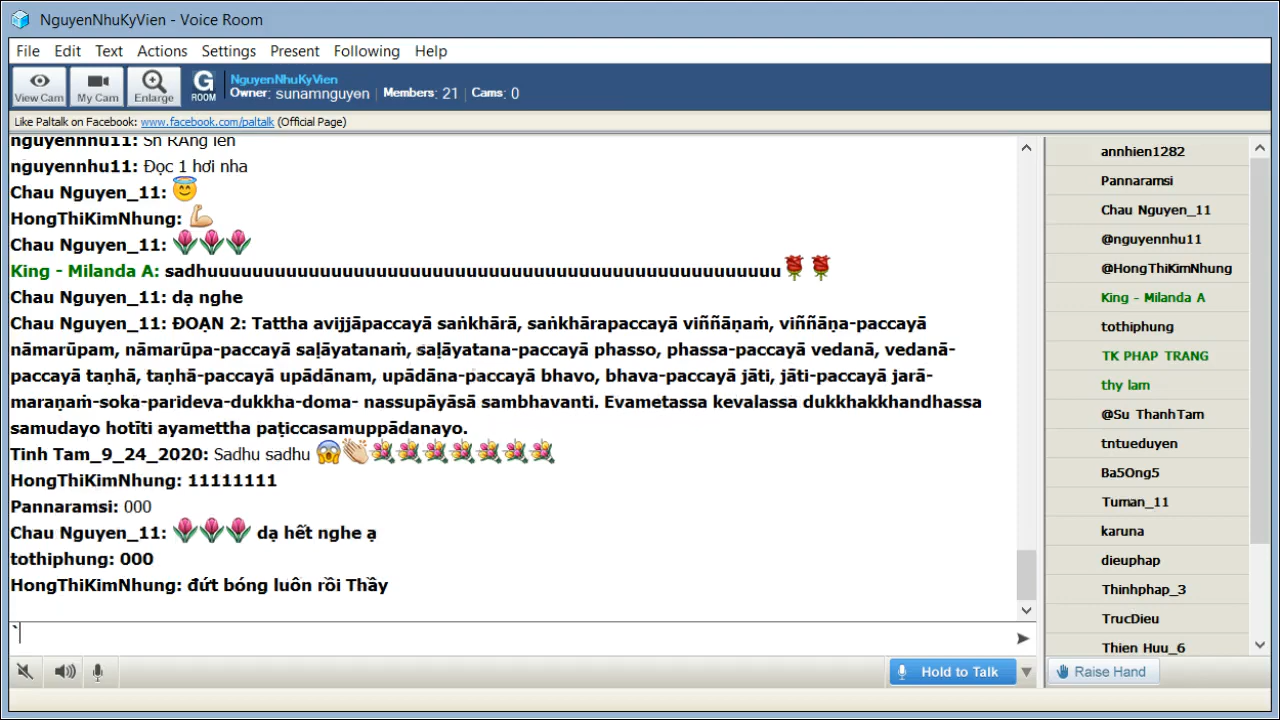 NguyenNhuKyVien - Voice Room
File Edit Text Actions Settings Present Following Help
View Cam My Cam Enlarge G ROOM NguyenNhuKyVien
Owner: sunamnguyen Members: 21 Cams: 0
Like Paltalk on Facebook: www.facebook.com/paltalk (Official Page)
nguyennhu11: Sh RAng lên
nguyennhu11: Đọc 1 hơi nha
Chau Nguyen_11:
HongThiKimNhung:
Chau Nguyen_11:
King - Milanda A: sadhuuuuuuuuuuuuuuuuuuuuuuuuuuuuuuuuuuuuuuuuuuuuuuuuuuu
Chau Nguyen_11: dạ nghe
Chau Nguyen_11: ĐOẠN 2: Tattha avijjāpaccayā saṅkhārā, saṅkhārapaccayā viññāṇaṁ, viññāṇa-paccayā
nāmarūpam, nāmarūpa-paccayā saḷāyatanaṁ, saḷāyatana-paccayā phasso, phassa-paccayā vedanā, vedanā-
paccayā taṇhā, taṇhā-paccayā upādānam, upādāna-paccayā bhavo, bhava-paccayā jāti, jāti-paccayā jarā-
maraṇaṁ-soka-parideva-dukkha-doma- nassupāyāsā sambhavanti. Evametassa kevalassa dukkhakkhandhassa
samudayo hotīti ayamettha paṭiccasamuppādanayo.
Tinh Tam_9_24_2020: Sadhu sadhu
HongThiKimNhung: 11111111
Pannaramsi: 000
Chau Nguyen_11: dạ hết nghe ạ
tothiphung: 000
HongThiKimNhung: đứt bóng luôn rồi Thầy
`
Hold to Talk
annhien1282
Pannaramsi
Chau Nguyen_11
@nguyennhu11
@HongThiKimNhung
King - Milanda A
tothiphung
TK PHAP TRANG
thy lam
@Su ThanhTam
tntueduyen
Ba5Ong5
Tuman_11
karuna
dieuphap
Thinhphap_3
TrucDieu
Thien Huu_6
Raise Hand